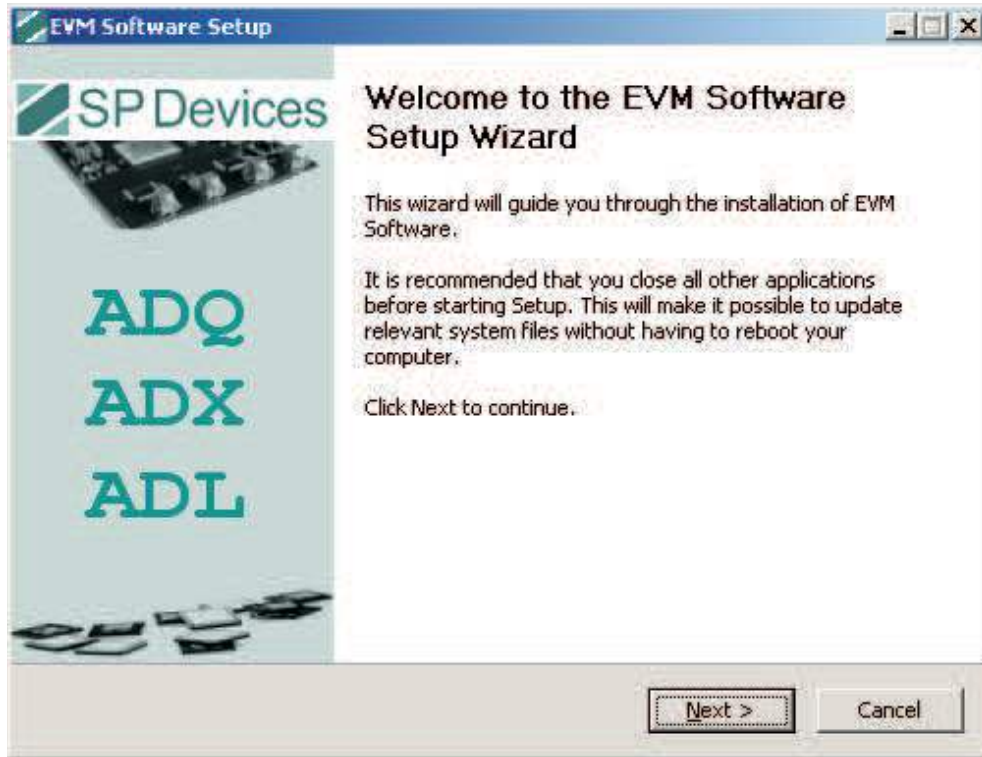 EVM Software Setup
SP Devices
ADQ
ADX
ADL
Welcome to the EVM Software
Setup Wizard
This wizard will guide you through the installation of EVM
Software.
It is recommended that you close all other applications
before starting Setup. This will make it possible to update
relevant system files without having to reboot your
computer.
Click Next to continue.
Next >
Cancel